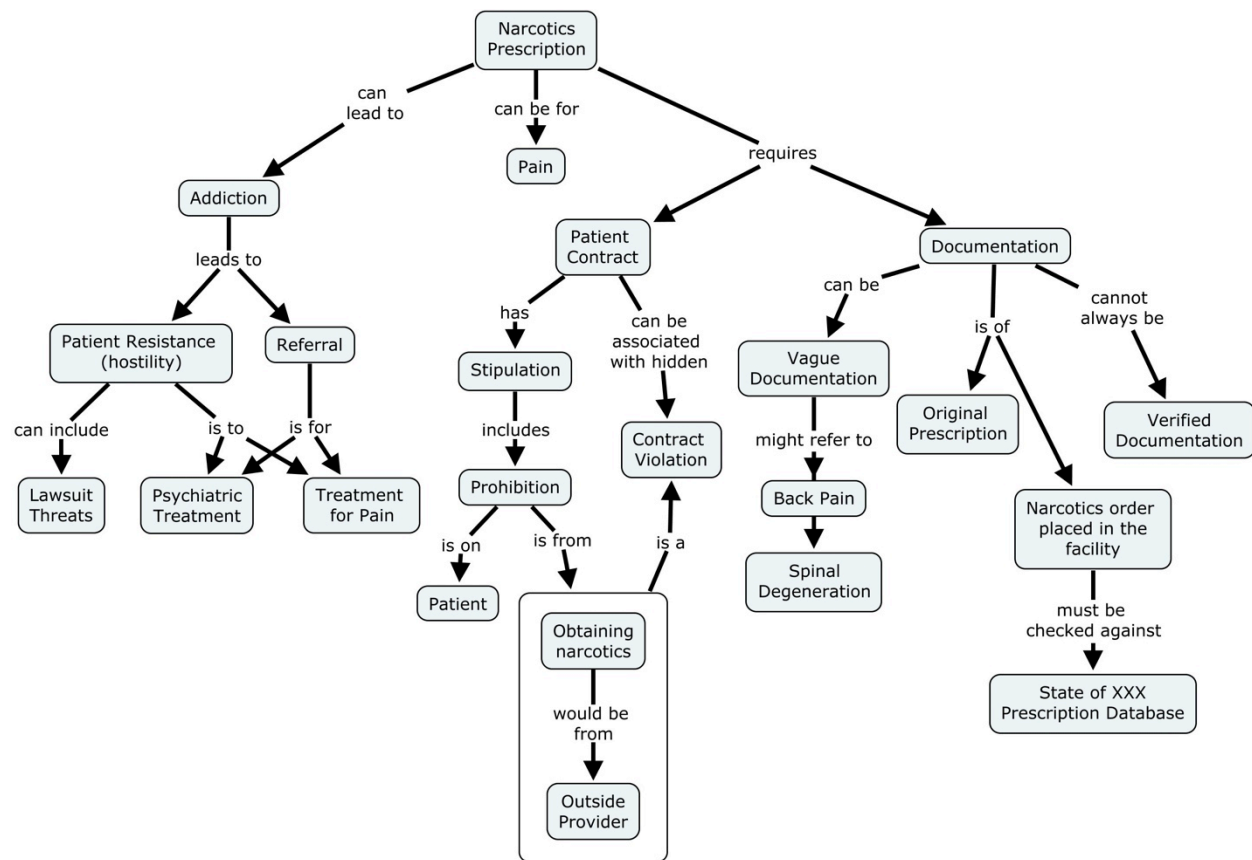 Narcotics
Prescription
can
lead to
can be for
requires
Pain
Addiction
leads to
Patient
Contract
Documentation
Patient Resistance
(hostility)
Referral
has
can be
associated
with hidden
can be
is of
cannot
always be
Stipulation
Vague
Documentation
Original
Prescription
Verified
Documentation
can include
is to
is for
includes
Contract
Violation
might refer to
Lawsuit
Threats
Psychiatric
Treatment
Treatment
for Pain
Prohibition
Back Pain
Narcotics order
placed in the
facility
is on
is from
is a
Spinal
Degeneration
Patient
must be
checked against
Obtaining
narcotics
State of XXX
Prescription Database
would be
from
Outside
Provider